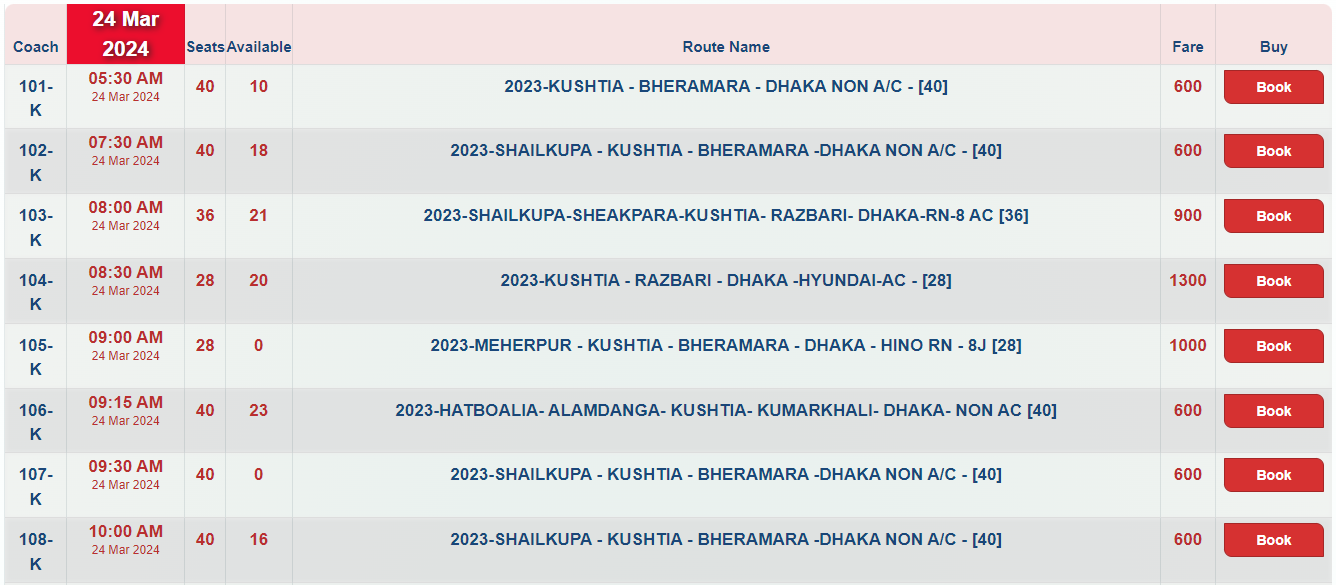 24 Mar
2024
Coach Seats Available Route Name Fare Buy
101- 05:30 AM 40 10 2023-KUSHTIA - BHERAMARA - DHAKA NON A/C - [40] 600 Book
K 24 Mar 2024
102- 07:30 AM 40 18 2023-SHAILKUPA - KUSHTIA - BHERAMARA -DHAKA NON A/C - [40] 600 Book
K 24 Mar 2024
103- 08:00 AM 36 21 2023-SHAILKUPA-SHEAKPARA-KUSHTIA- RAZBARI- DHAKA-RN-8 AC [36] 900 Book
K 24 Mar 2024
104- 08:30 AM 28 20 2023-KUSHTIA - RAZBARI - DHAKA -HYUNDAI-AC - [28] 1300 Book
K 24 Mar 2024
105- 09:00 AM 28 0 2023-MEHERPUR - KUSHTIA - BHERAMARA - DHAKA - HINO RN - 8J [28] 1000 Book
K 24 Mar 2024
106- 09:15 AM 40 23 2023-HATBOALIA- ALAMDANGA- KUSHTIA- KUMARKHALI- DHAKA- NON AC [40] 600 Book
K 24 Mar 2024
107- 09:30 AM 40 0 2023-SHAILKUPA - KUSHTIA - BHERAMARA -DHAKA NON A/C - [40] 600 Book
K 24 Mar 2024
108- 10:00 AM 40 16 2023-SHAILKUPA - KUSHTIA - BHERAMARA -DHAKA NON A/C - [40] 600 Book
K 24 Mar 2024